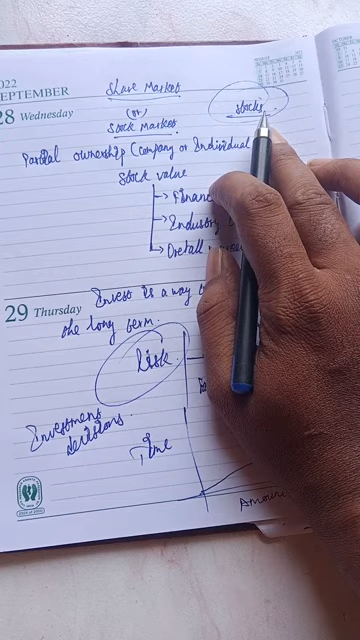 2022
SEPTEMBER
28 Wednesday
Share Market
(or)
Stock Market
Stocks
Partial ownership (Company or Individual
Stock value
Financ
Industry
29 Thursday
Invest is a way
the long term.
Risk
Investment
decisions.
Time
Amoun